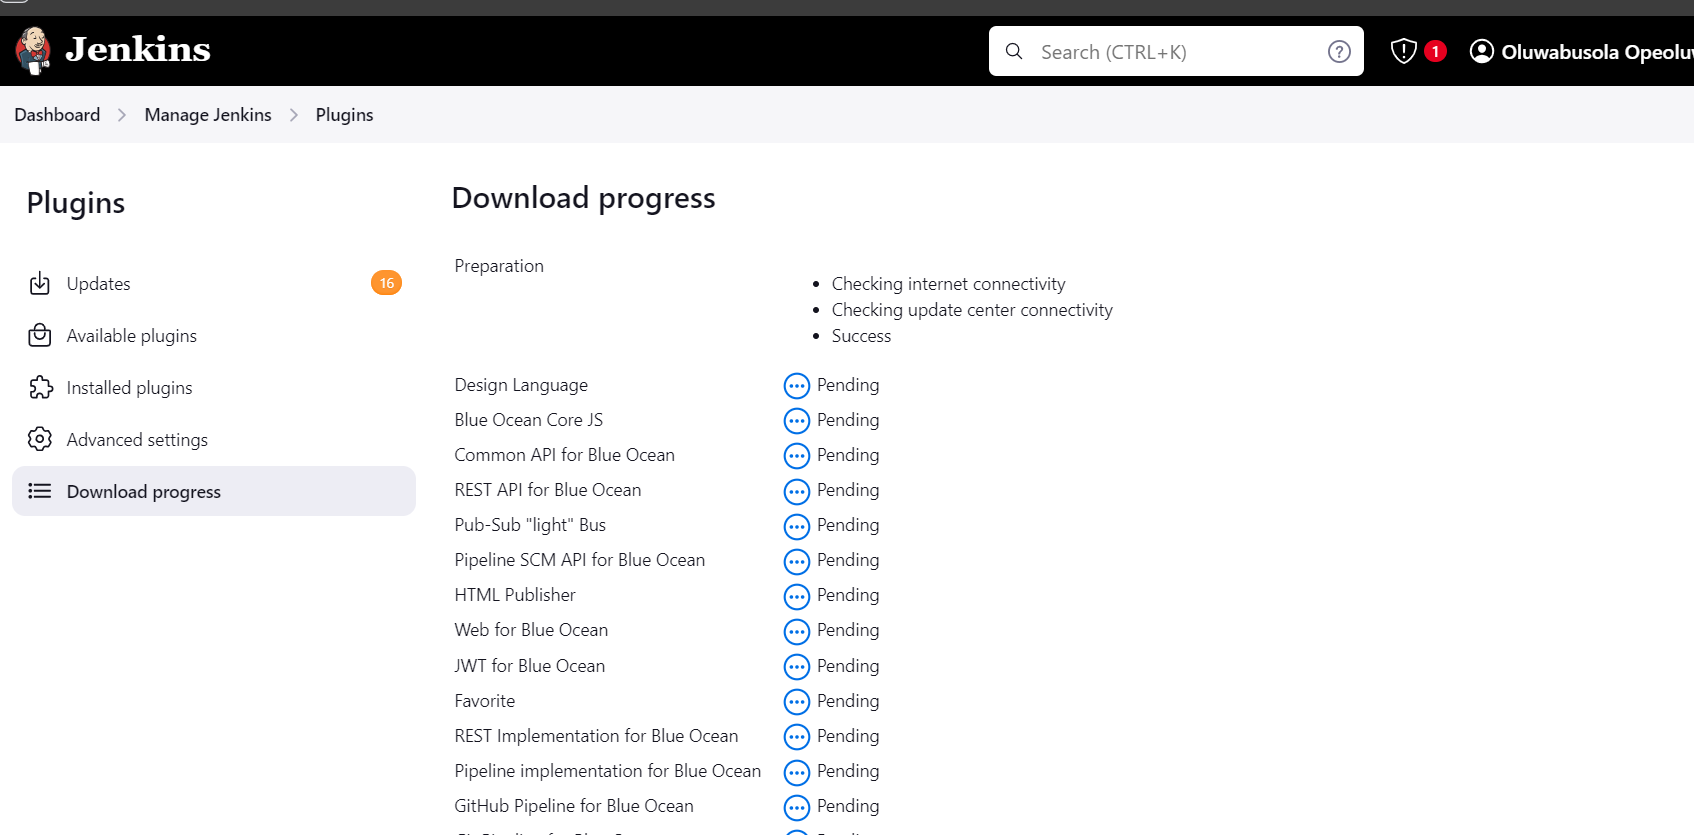 Jenkins
Search (CTRL+K)
1
Oluwabusola Opeolu
Dashboard
Manage Jenkins
Plugins
Plugins
Updates
16
Available plugins
Installed plugins
Advanced settings
Download progress
Download progress
Preparation
Checking internet connectivity
Checking update center connectivity
Success
Design Language Pending
Blue Ocean Core JS Pending
Common API for Blue Ocean Pending
REST API for Blue Ocean Pending
Pub-Sub "light" Bus Pending
Pipeline SCM API for Blue Ocean Pending
HTML Publisher Pending
Web for Blue Ocean Pending
JWT for Blue Ocean Pending
Favorite Pending
REST Implementation for Blue Ocean Pending
Pipeline implementation for Blue Ocean Pending
GitHub Pipeline for Blue Ocean Pending